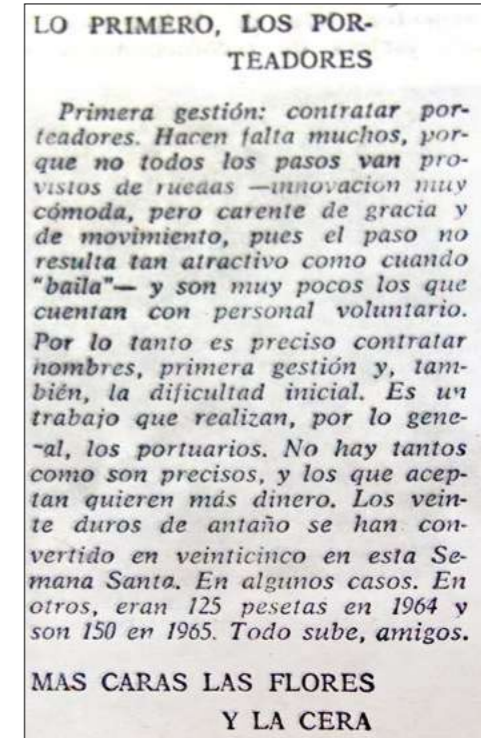 LO PRIMERO, LOS POR-
TEADORES
Primera gestión: contratar por-
teadores. Hacen falta muchos, por-
que no todos los pasos van pro-
vistos de ruedas —innovacion muy
cómoda, pero carente de gracia y
de movimiento, pues el paso no
resulta tan atractivo como cuando
"baila"— y son muy pocos los que
cuentan con personal voluntario.
Por lo tanto es preciso contratar
hombres, primera gestión y, tam-
bién, la dificultad inicial. Es un
trabajo que realizan, por lo gene-
ral, los portuarios. No hay tantos
como son precisos, y los que acep-
tan quieren más dinero. Los vein-
te duros de antaño se han con-
vertido en veinticinco en esta Se-
mana Santa. En algunos casos. En
otros, eran 125 pesetas en 1964 y
son 150 en 1965. Todo sube, amigos.
MAS CARAS LAS FLORES
Y LA CERA